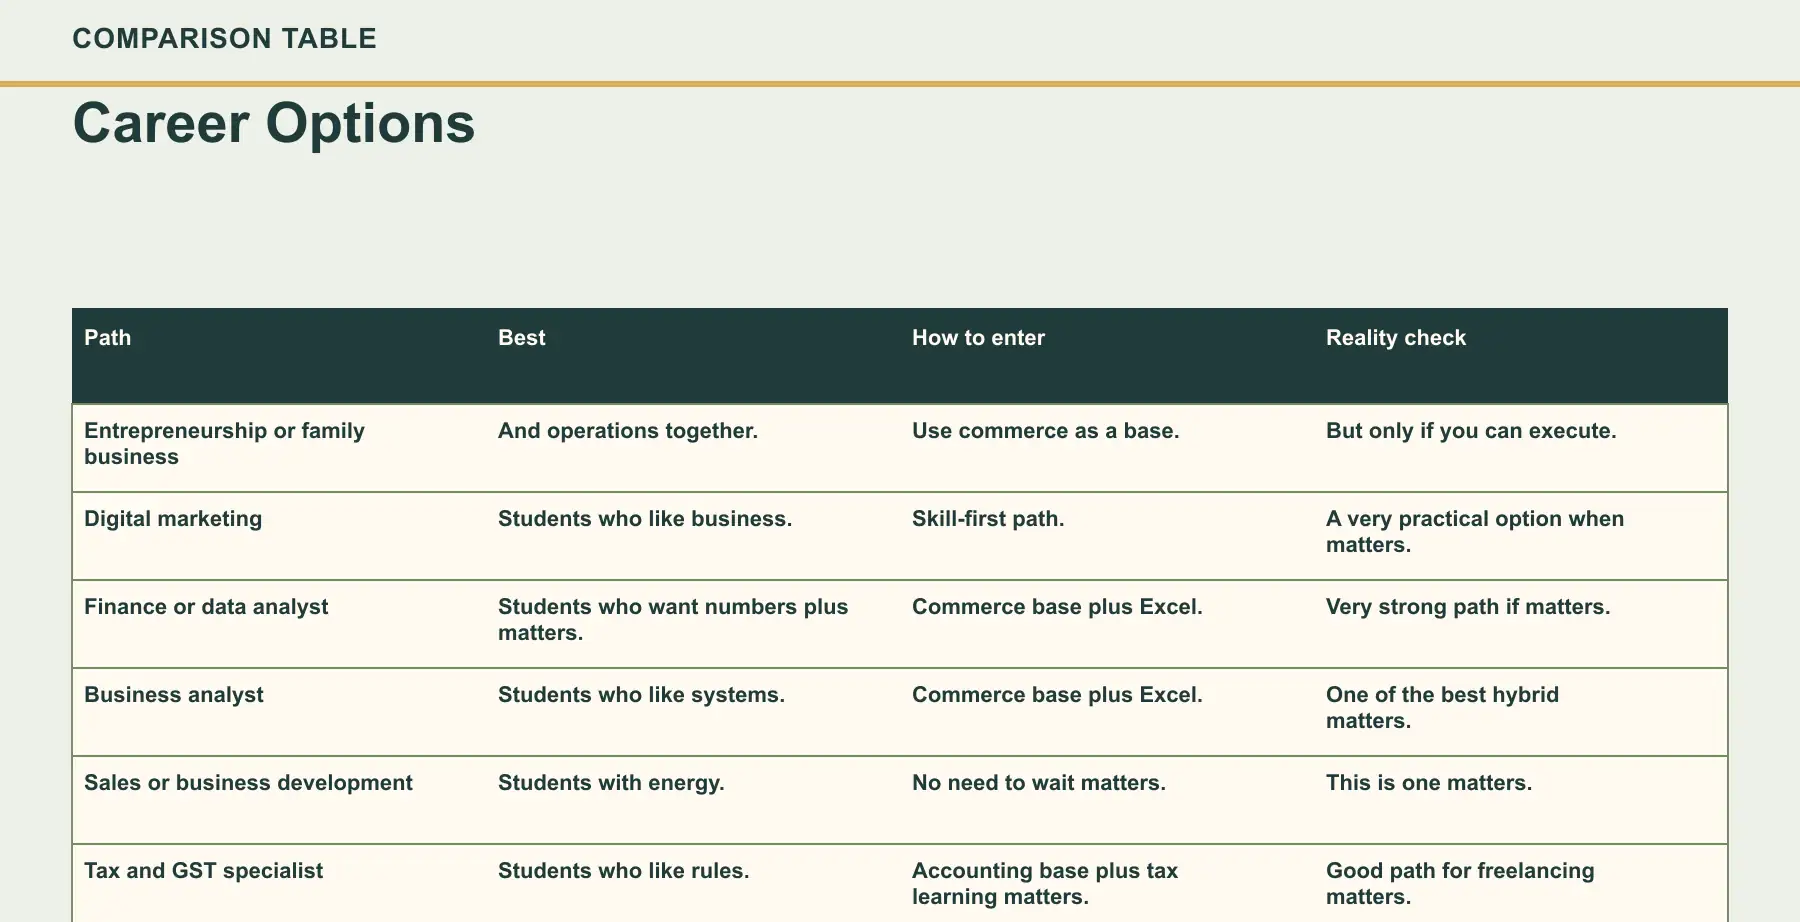 COMPARISON TABLE
Career Options
Path
Best
How to enter
Reality check
Entrepreneurship or family
business
And operations together.
Use commerce as a base.
But only if you can execute.
Digital marketing
Students who like business.
Skill-first path.
A very practical option when
matters.
Finance or data analyst
Students who want numbers plus
matters.
Commerce base plus Excel.
Very strong path if matters.
Business analyst
Students who like systems.
Commerce base plus Excel.
One of the best hybrid
matters.
Sales or business development
Students with energy.
No need to wait matters.
This is one matters.
Tax and GST specialist
Students who like rules.
Accounting base plus tax
learning matters.
Good path for freelancing
matters.